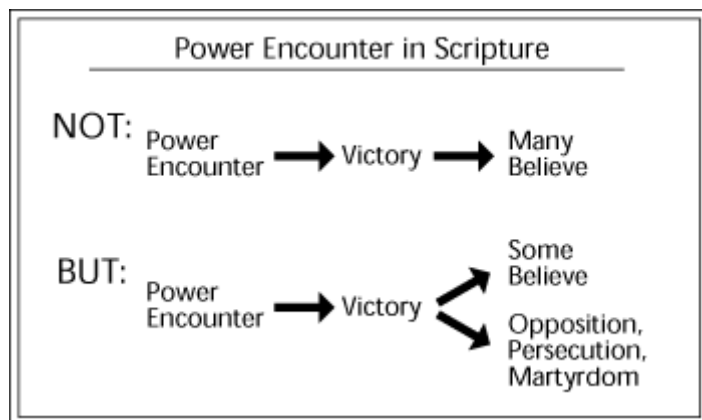 Power Encounter in Scripture
NOT:
Power
Encounter
Victory
Many
Believe
BUT:
Power
Encounter
Victory
Some
Believe
Opposition,
Persecution,
Martyrdom